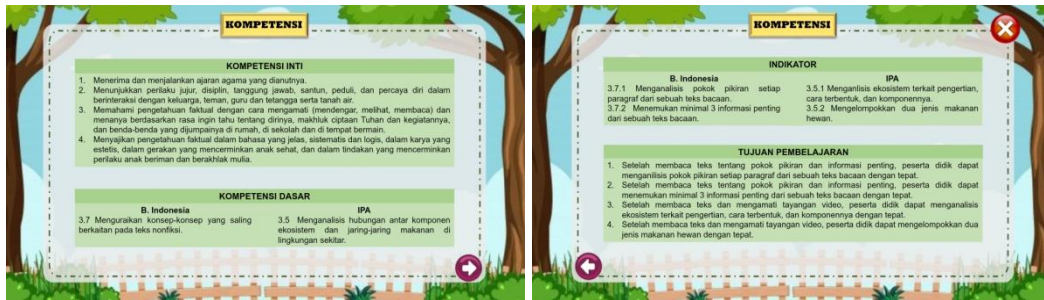 KOMPETENSI
KOMPETENSI INTI
1. Menerima dan menjalankan ajaran agama yang dianutnya.
2. Menunjukkan perilaku jujur, disiplin, tanggung jawab, santun, peduli, dan percaya diri dalam
berinteraksi dengan keluarga, teman, guru dan tetangga serta tanah air.
3. Memahami pengetahuan faktual dengan cara mengamati (mendengar, melihat, membaca) dan
menanya berdasarkan rasa ingin tahu tentang dirinya, makhluk ciptaan Tuhan dan kegiatannya,
dan benda-benda yang dijumpainya di rumah, di sekolah dan di tempat bermain.
4. Menyajikan pengetahuan faktual dalam bahasa yang jelas, sistematis dan logis, dalam karya yang
estetis, dalam gerakan yang mencerminkan anak sehat, dan dalam tindakan yang mencerminkan
perilaku anak beriman dan berakhlak mulia.
KOMPETENSI DASAR
B. Indonesia
3.7 Menguraikan konsep-konsep yang saling
berkaitan pada teks nonfiksi.
IPA
3.5 Menganalisis hubungan antar komponen
ekosistem dan jaring-jaring makanan di
lingkungan sekitar.
KOMPETENSI
INDIKATOR
B. Indonesia
3.7.1 Menganalisis pokok pikiran setiap
paragraf dari sebuah teks bacaan.
3.7.2 Menemukan minimal 3 informasi penting
dari sebuah teks bacaan.
IPA
3.5.1 Menganlisis ekosistem terkait pengertian,
cara terbentuk, dan komponennya.
3.5.2 Mengelompokkan dua jenis makanan
hewan.
TUJUAN PEMBELAJARAN
1. Setelah membaca teks tentang pokok pikiran dan informasi penting, peserta didik dapat
menganilisis pokok pikiran setiap paragraf dari sebuah teks bacaan dengan tepat.
2. Setelah membaca teks tentang pokok pikiran dan informasi penting, peserta didik dapat
menemukan minimal 3 informasi penting dari sebuah teks bacaan dengan tepat.
3. Setelah membaca teks dan mengamati tayangan video, peserta didik dapat menganalisis
ekosistem terkait pengertian, cara terbentuk, dan komponennya dengan tepat.
4. Setelah membaca teks dan mengamati tayangan video, peserta didik dapat mengelompokkan dua
jenis makanan hewan dengan tepat.